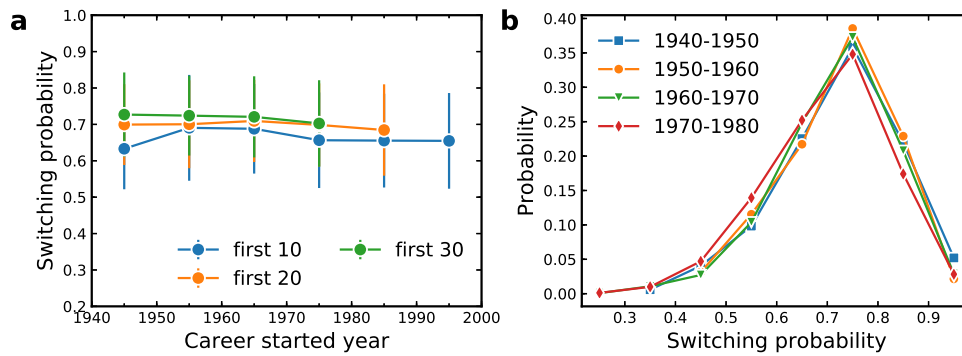 a
Switching probability
1.0
0.9
0.8
0.7
0.6
0.5
0.4
0.3
0.2
first 10
first 20
first 30
1940 1950 1960 1970 1980 1990 2000
Career started year
b
Probability
0.40
0.35
0.30
0.25
0.20
0.15
0.10
0.05
0.00
1940-1950
1950-1960
1960-1970
1970-1980
0.3 0.4 0.5 0.6 0.7 0.8 0.9
Switching probability